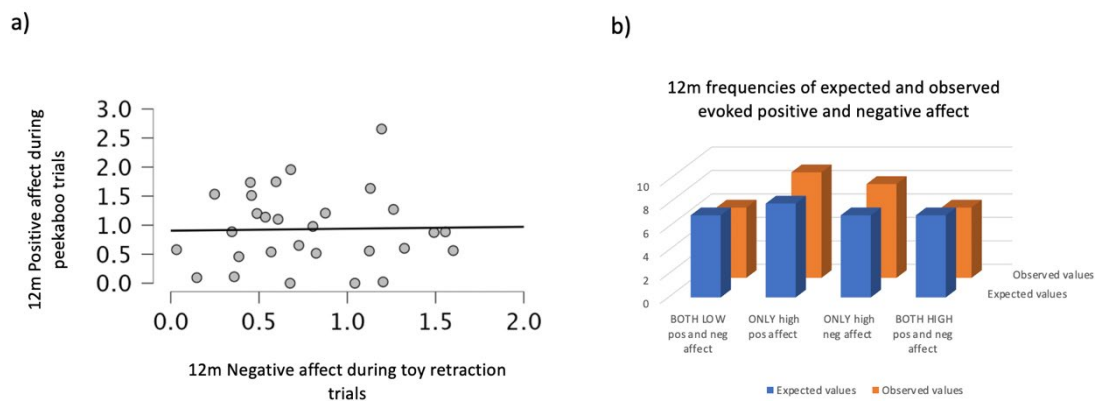 a)
12m Positive affect during
peekaboo trials
3.0
2.5
2.0
1.5
1.0
0.5
0.0
0.0 0.5 1.0 1.5 2.0
12m Negative affect during toy retraction
trials
b)
12m frequencies of expected and observed
evoked positive and negative affect
10
8
6
4
2
0
Observed values
Expected values
BOTH LOW
pos and neg
affect
ONLY high
pos affect
ONLY high
neg affect
BOTH HIGH
pos and neg
affect
Expected values Observed values